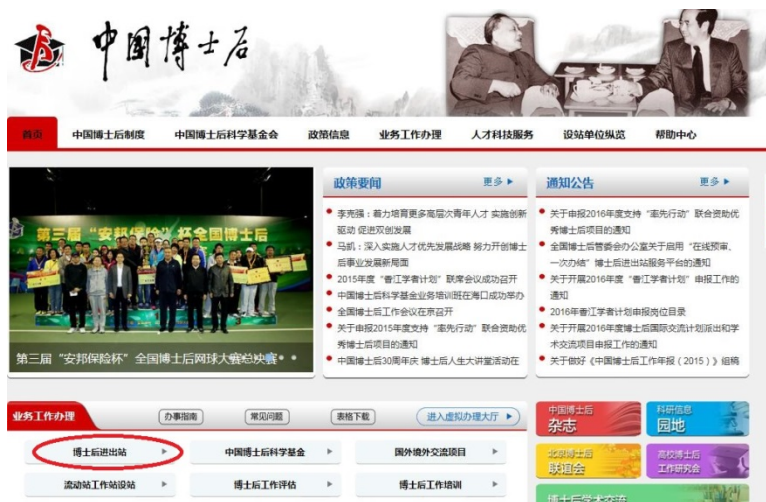 中国博士后
首页 中国博士后制度 中国博士后科学基金会 政策信息 业务工作办理 人才科技服务 设站单位纵览 帮助中心
第三届“安邦保险”杯全国博士后
第三届“安邦保险杯”全国博士后网球大赛总决赛
政策要闻 更多
李克强：着力培育更多高层次青年人才 实施创新
驱动 促进双创发展
马凯：深入实施人才优先发展战略 努力开创博士
后事业发展新局面
2015年度“香江学者计划”联席会议成功召开
中国博士后科学基金业务培训班在海口成功举办
全国博士后工作会议在京召开
关于申报2015年度支持“率先行动”联合资助优
秀博士后项目的通知
中国博士后30周年庆 博士后人生大讲堂活动在
通知公告 更多
关于申报2016年度支持“率先行动”联合资助优
秀博士后项目的通知
全国博士后管委会办公室关于启用“在线预审、
一次办结”博士后进出站服务平台的通知
关于开展2016年度“香江学者计划”申报工作的
通知
2016年香江学者计划申报岗位目录
关于开展2016年度博士后国际交流计划派出和学
术交流项目申报工作的通知
关于做好《中国博士后工作年报（2015）》组稿
业务工作办理 办事指南 常见问题 表格下载 进入虚拟办理大厅
博士后进出站 中国博士后科学基金 国外境外交流项目
流动站工作站设站 博士后工作评估 博士后工作培训
中国博士后
杂志
科研信息
园地
北京博士后
联谊会
高校博士后
工作研究会
博士后学术交流